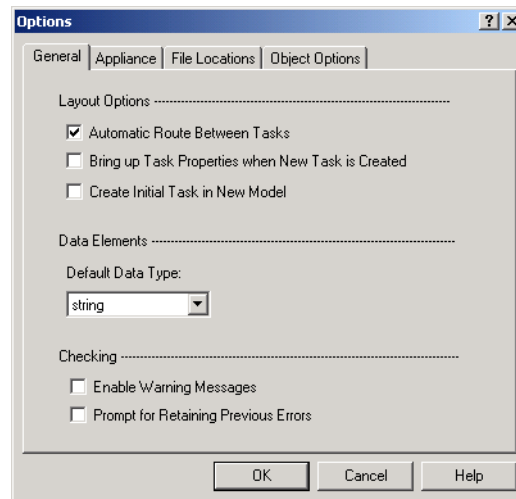 Options
General Appliance File Locations Object Options
Layout Options
Automatic Route Between Tasks
Bring up Task Properties when New Task is Created
Create Initial Task in New Model
Data Elements
Default Data Type:
string
Checking
Enable Warning Messages
Prompt for Retaining Previous Errors
OK Cancel Help